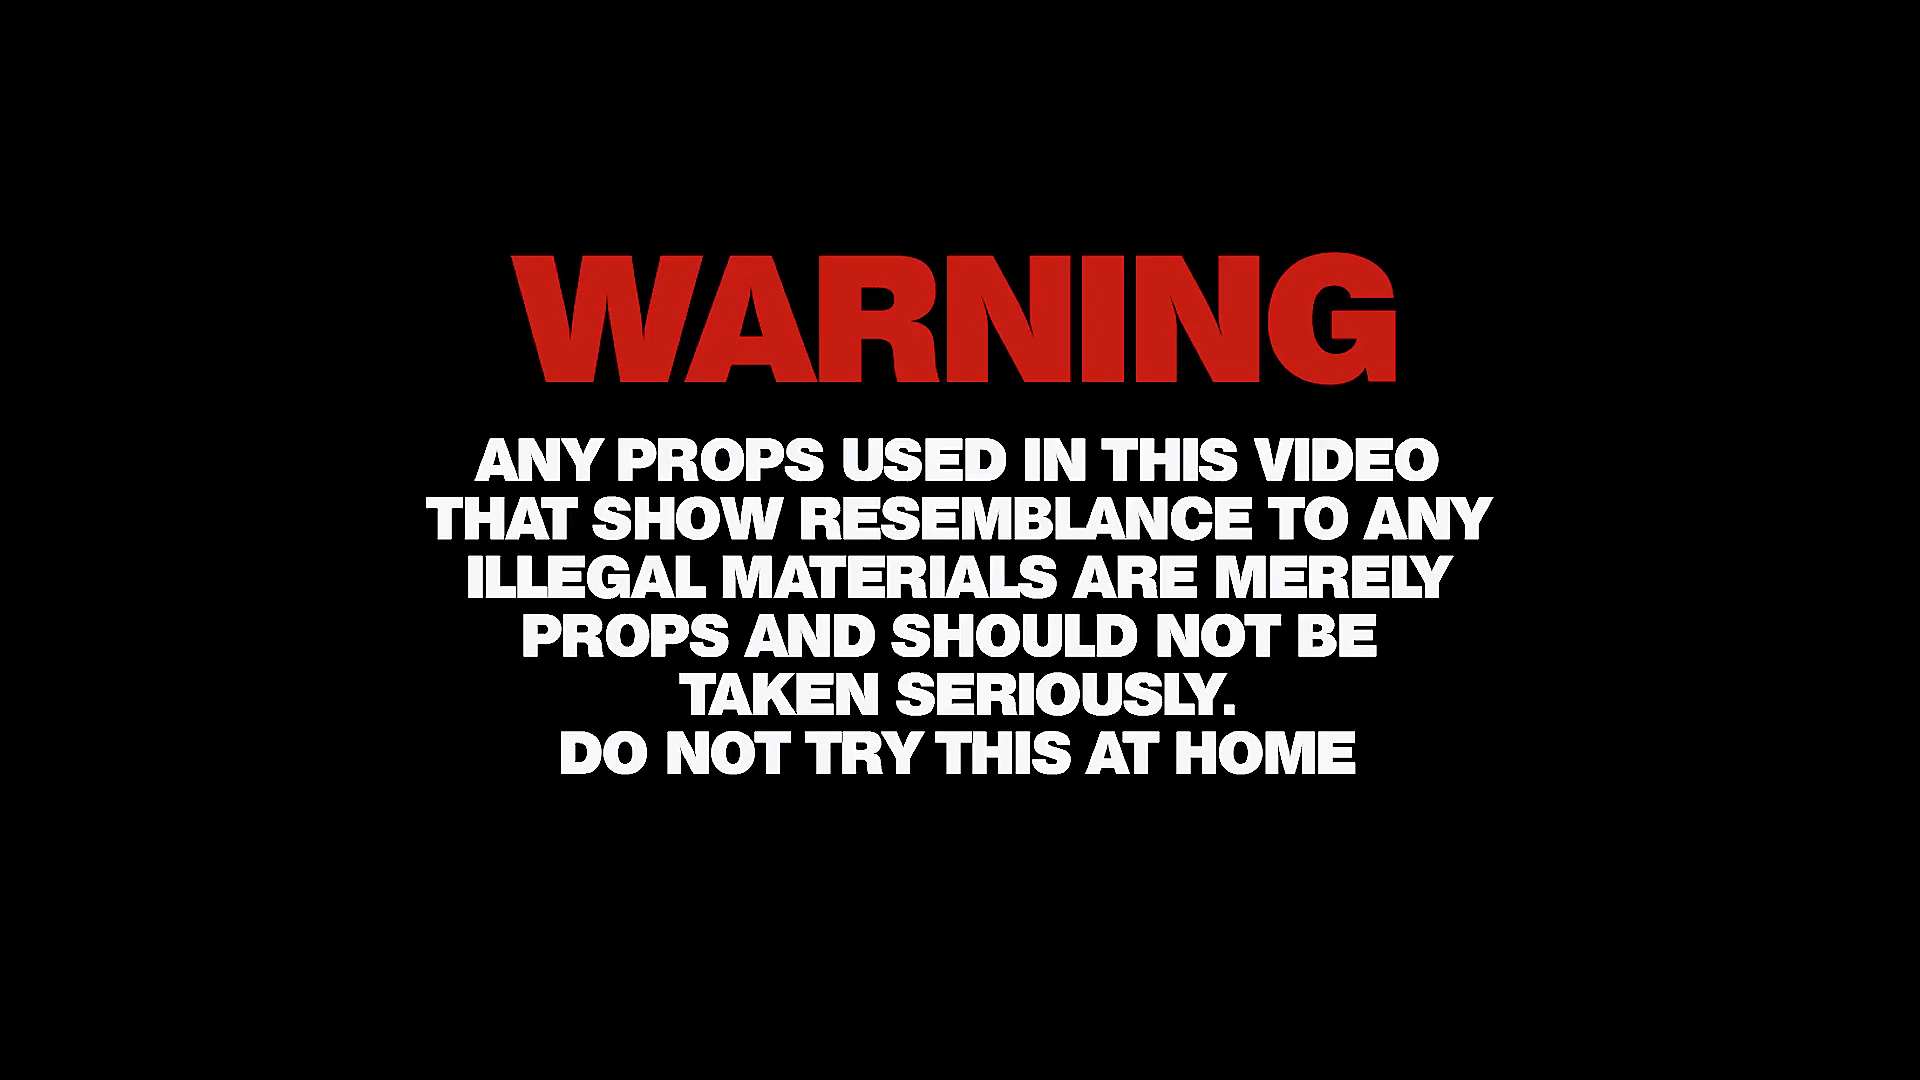 WARNING
ANY PROPS USED IN THIS VIDEO
THAT SHOW RESEMBLANCE TO ANY
ILLEGAL MATERIALS ARE MERELY
PROPS AND SHOULD NOT BE
TAKEN SERIOUSLY.
DO NOT TRY THIS AT HOME